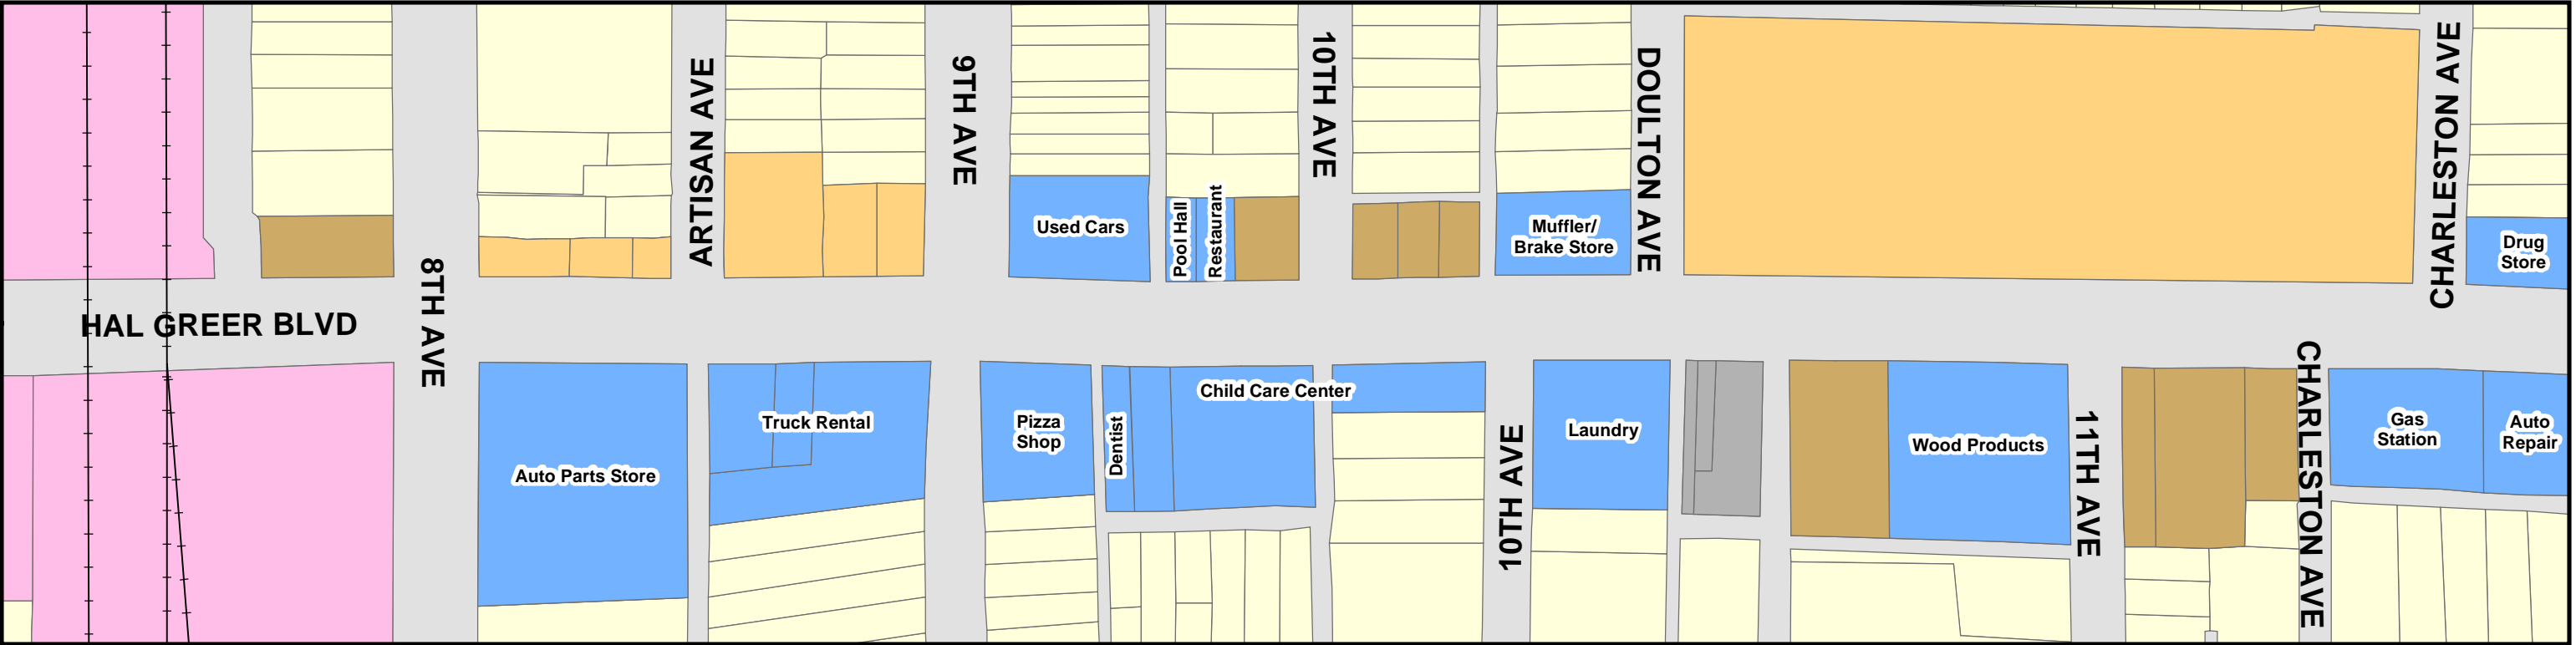 HAL GREER BLVD
8TH AVE
ARTISAN AVE
9TH AVE
Used Cars
Pool Hall
Restaurant
10TH AVE
Muffler/
Brake Store
DOULTON AVE
CHARLESTON AVE
Drug
Store
Auto Parts Store
Truck Rental
Pizza
Shop
Dentist
Child Care Center
10TH AVE
Laundry
Wood Products
11TH AVE
CHARLESTON AVE
Gas
Station
Auto
Repair